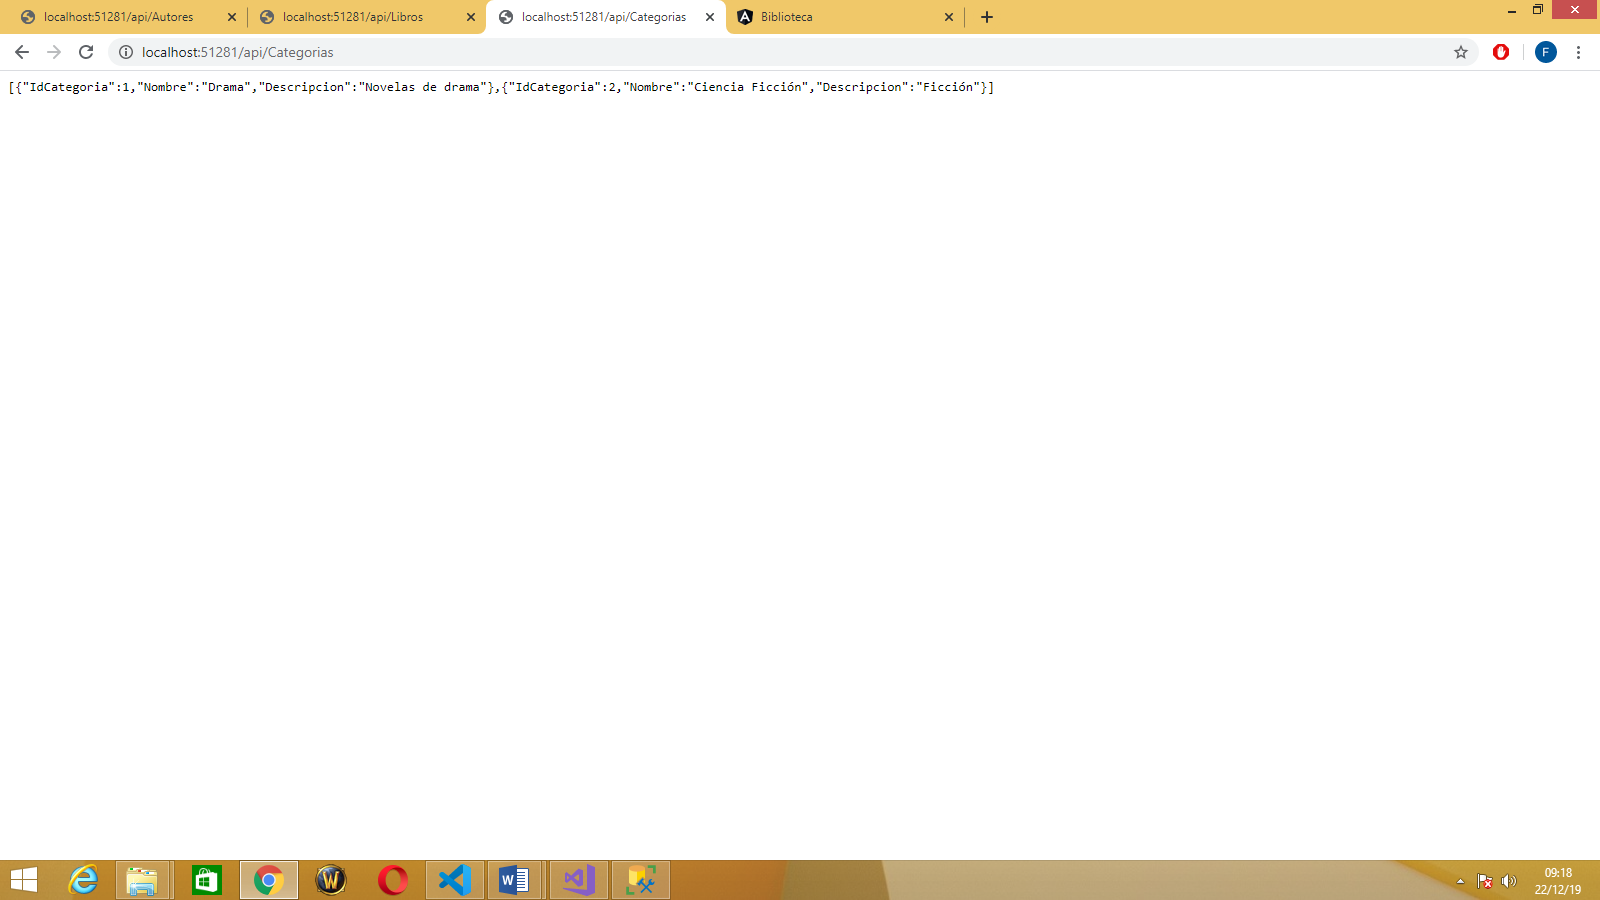 localhost:51281/api/Autores
localhost:51281/api/Libros
localhost:51281/api/Categorias
Biblioteca
localhost:51281/api/Categorias
F
[{"IdCategoria":1,"Nombre":"Drama","Descripcion":"Novelas de drama"},{"IdCategoria":2,"Nombre":"Ciencia Ficción","Descripcion":"Ficción"}]
09:18
22/12/19